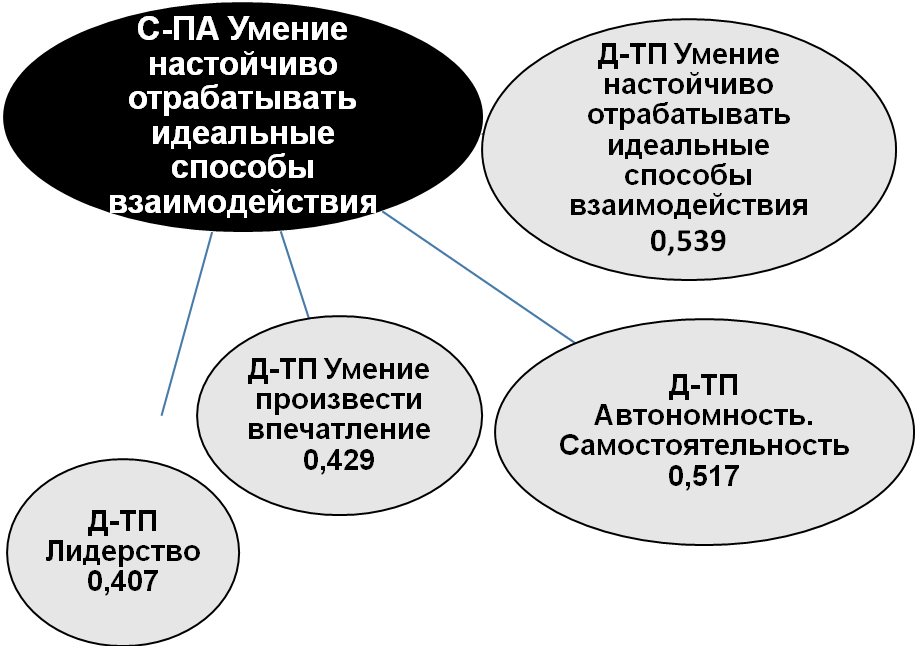 С-ПА Умение
настойчиво
отрабатывать
идеальные
способы
взаимодействия
Д-ТП Умение
настойчиво
отрабатывать
идеальные
способы
взаимодействия
0,539
Д-ТП Умение
произвести
впечатление
0,429
Д-ТП
Автономность.
Самостоятельность
0,517
Д-ТП
Лидерство
0,407